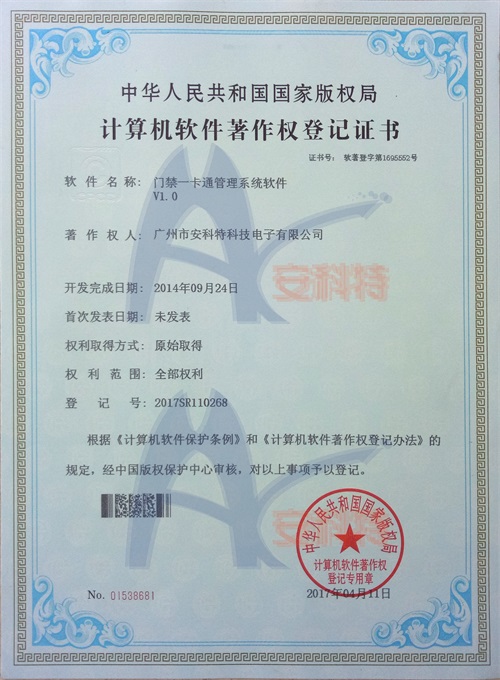 中华人民共和国国家版权局
计算机软件著作权登记证书
证书号： 软著登字第1695552号
软件名称： 门禁一卡通管理系统软件
V1.0
著作权人： 广州市安科特科技电子有限公司
安科特
开发完成日期： 2014年09月24日
首次发表日期： 未发表
权利取得方式： 原始取得
权利范围： 全部权利
登记号： 2017SR110268
根据《计算机软件保护条例》和《计算机软件著作权登记办法》的
规定，经中国版权保护中心审核，对以上事项予以登记。
安科特
中华人民共和国国家版权局
计算机软件著作权
登记专用章
No. 01538681
2017年04月11日